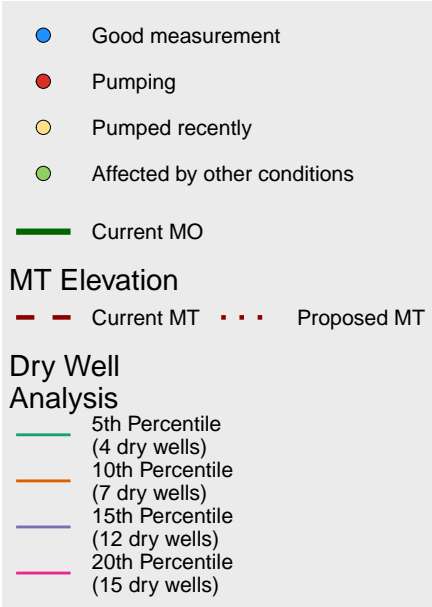 Good measurement
Pumping
Pumped recently
Affected by other conditions
Current MO
MT Elevation
Current MT Proposed MT
Dry Well
Analysis
5th Percentile
(4 dry wells)
10th Percentile
(7 dry wells)
15th Percentile
(12 dry wells)
20th Percentile
(15 dry wells)